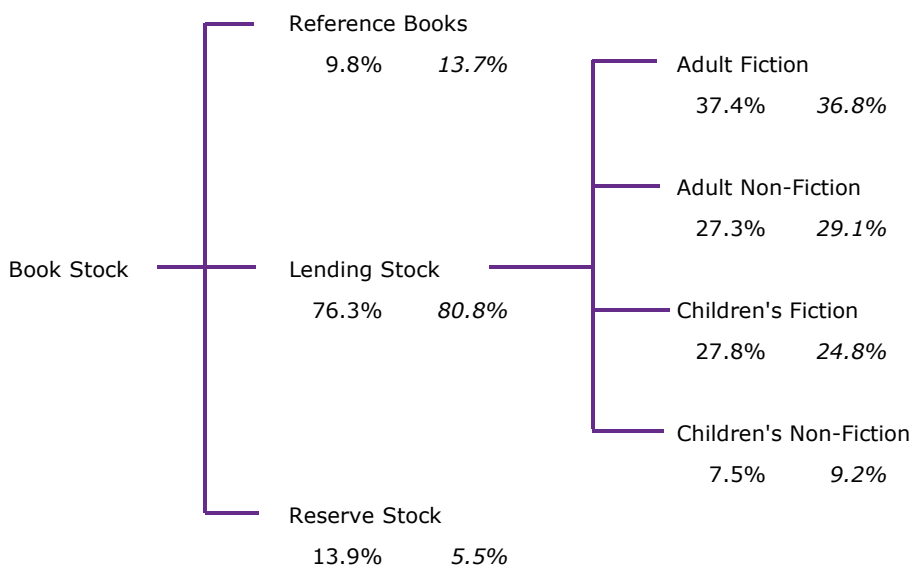 Reference Books
9.8% 13.7%
Adult Fiction
37.4% 36.8%
Adult Non-Fiction
27.3% 29.1%
Book Stock
Lending Stock
76.3% 80.8%
Children's Fiction
27.8% 24.8%
Children's Non-Fiction
7.5% 9.2%
Reserve Stock
13.9% 5.5%